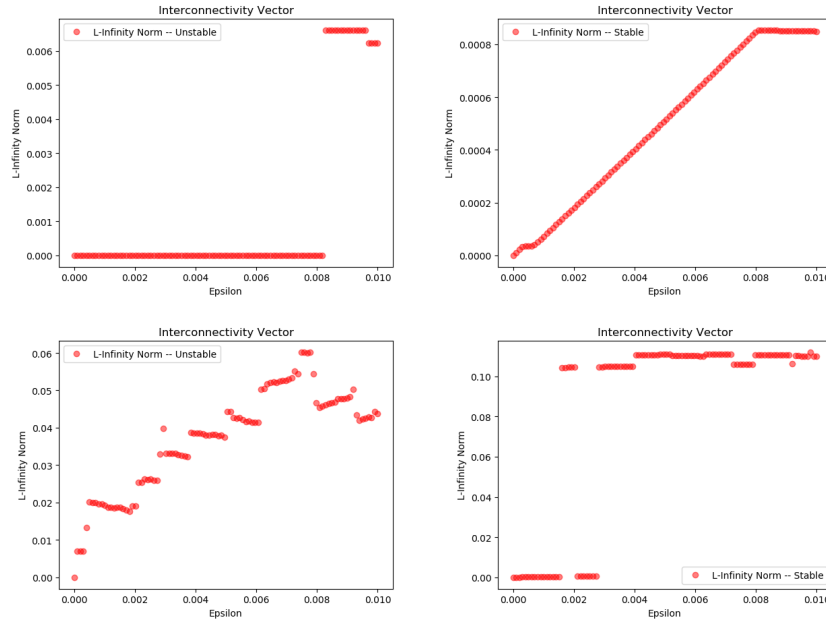 Interconnectivity Vector
L-Infinity Norm -- Unstable
L-Infinity Norm
0.006
0.005
0.004
0.003
0.002
0.001
0.000
0.000 0.002 0.004 0.006 0.008 0.010
Epsilon
Interconnectivity Vector
L-Infinity Norm -- Stable
L-Infinity Norm
0.0008
0.0006
0.0004
0.0002
0.0000
0.000 0.002 0.004 0.006 0.008 0.010
Epsilon
Interconnectivity Vector
L-Infinity Norm -- Unstable
L-Infinity Norm
0.06
0.05
0.04
0.03
0.02
0.01
0.00
0.000 0.002 0.004 0.006 0.008 0.010
Epsilon
Interconnectivity Vector
L-Infinity Norm
0.10
0.08
0.06
0.04
0.02
0.00
L-Infinity Norm -- Stable
0.000 0.002 0.004 0.006 0.008 0.010
Epsilon